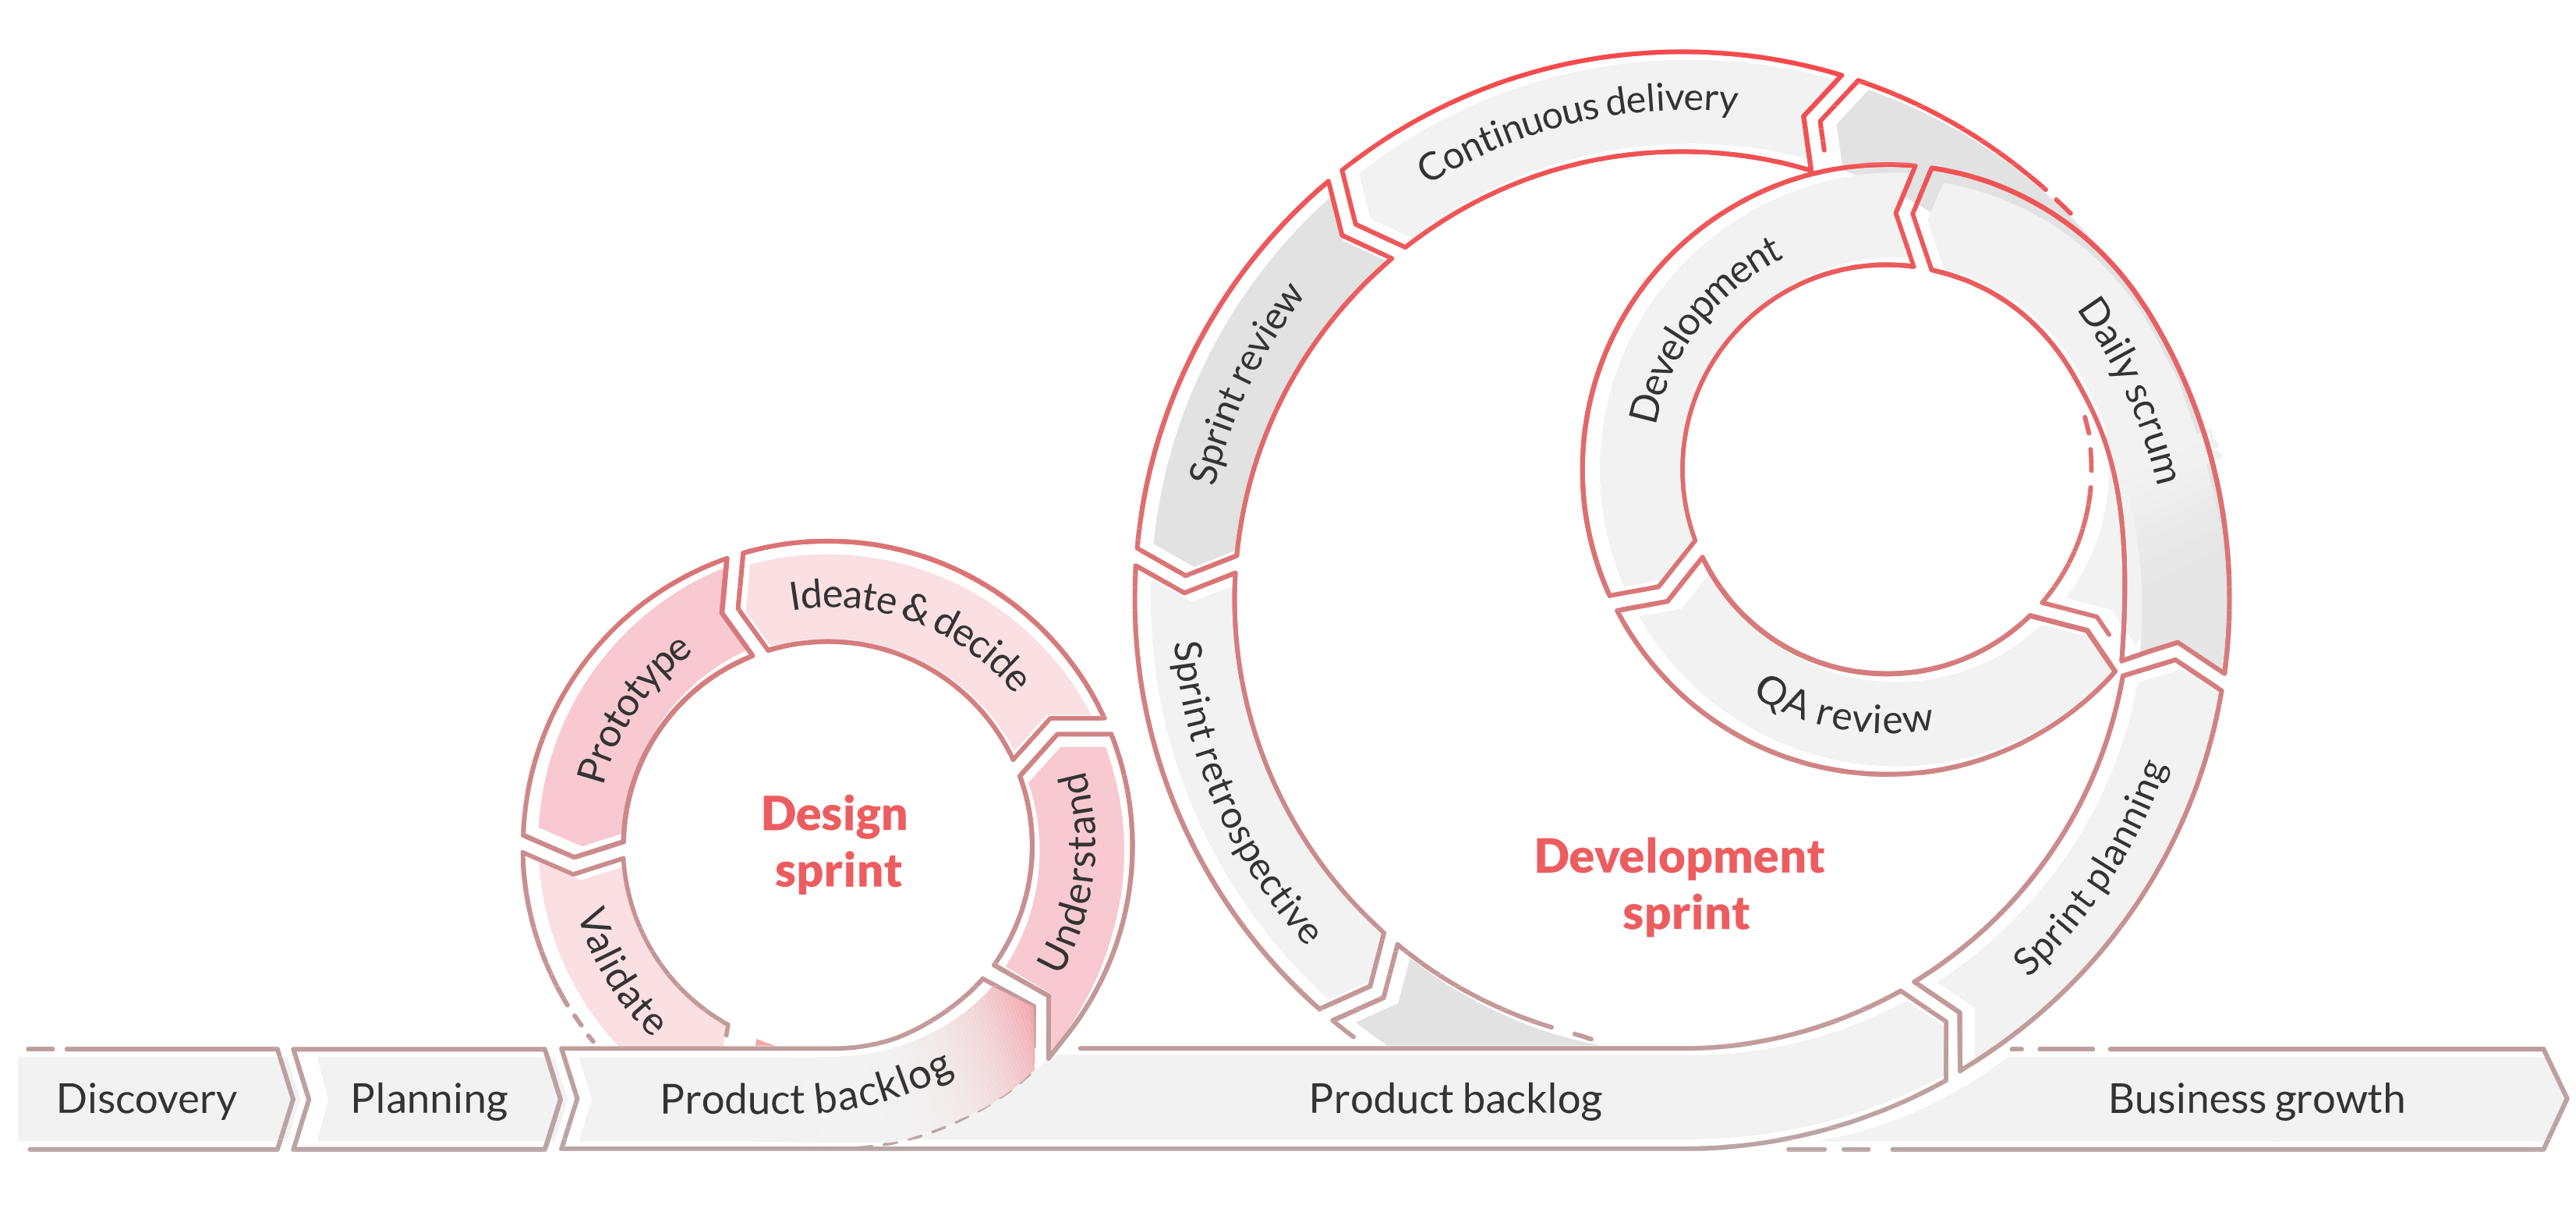 Continuous delivery
Development
Daily scrum
Sprint review
Ideate & decide
Prototype
Sprint retrospective
QA review
Understand
Design
sprint
Development
sprint
Sprint planning
Validate
Discovery
Planning
Product backlog
Product backlog
Business growth